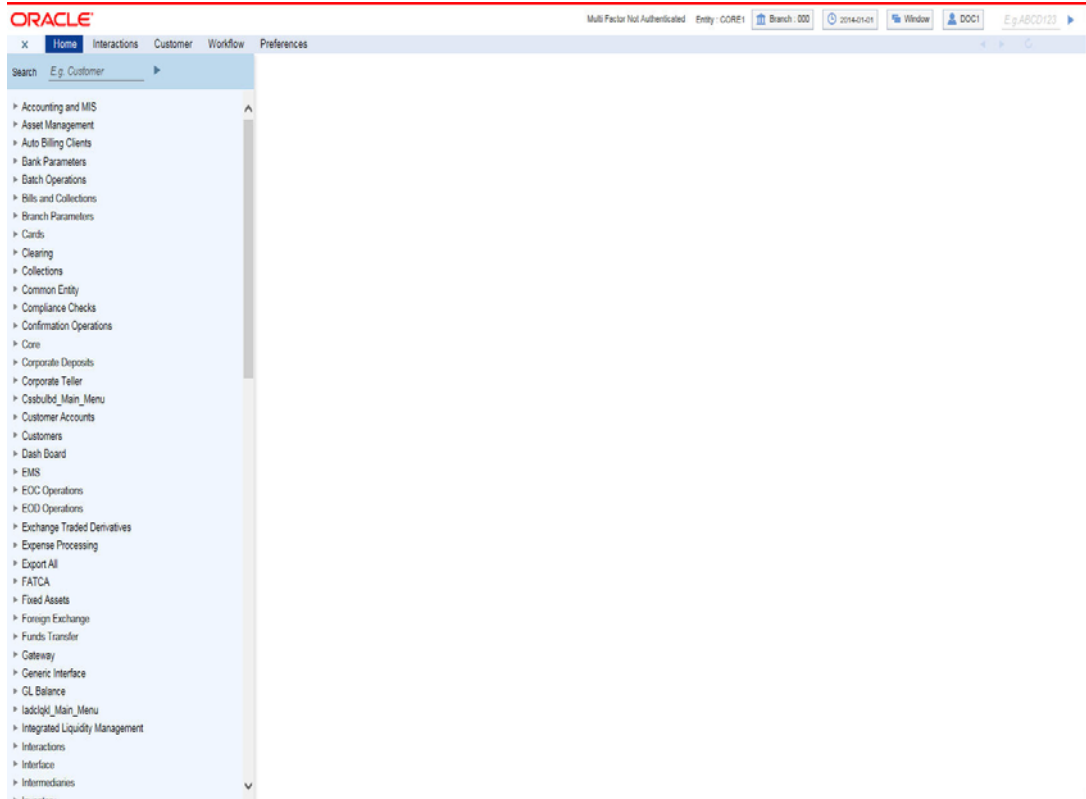 ORACLE
Multi Factor Not Authenticated Entity : CORE1 Branch : 000 2014-01-01 Window DOC1 E.g.ABCD123
X Home Interactions Customer Workflow Preferences
Search E.g. Customer
Accounting and MIS
Asset Management
Auto Billing Clients
Bank Parameters
Batch Operations
Bills and Collections
Branch Parameters
Cards
Clearing
Collections
Common Entity
Compliance Checks
Confirmation Operations
Core
Corporate Deposits
Corporate Teller
Cssbulbd_Main_Menu
Customer Accounts
Customers
Dash Board
EMS
EOC Operations
EOD Operations
Exchange Traded Derivatives
Expense Processing
Export All
FATCA
Fixed Assets
Foreign Exchange
Funds Transfer
Gateway
Generic Interface
GL Balance
Iadclqkl_Main_Menu
Integrated Liquidity Management
Interactions
Interface
Intermediaries